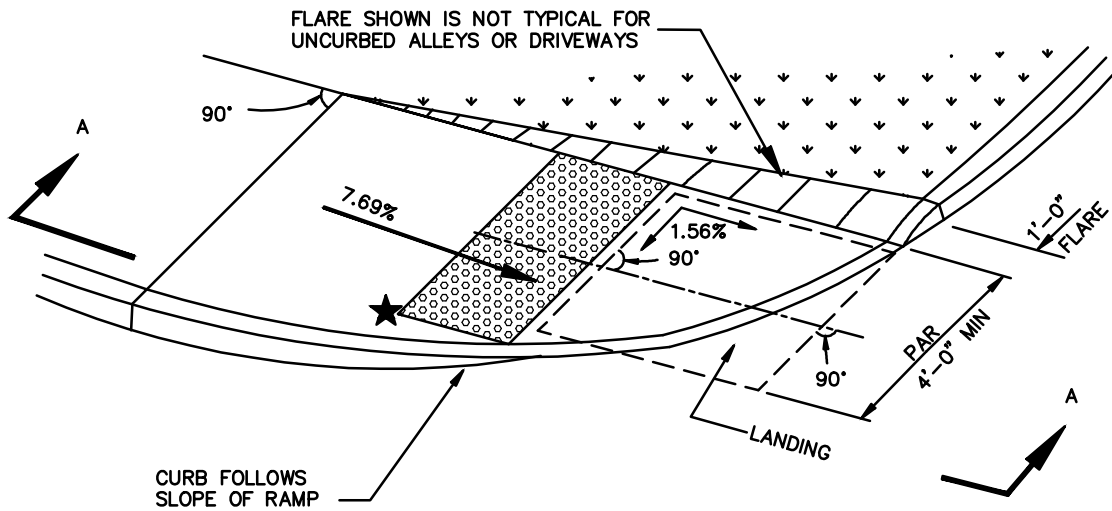 FLARE SHOWN IS NOT TYPICAL FOR
UNCURBED ALLEYS OR DRIVEWAYS
90°
A
7.69%
1.56%
90°
1'-0"
FLARE
PAR
4'-0" MIN
90°
A
LANDING
CURB FOLLOWS
SLOPE OF RAMP